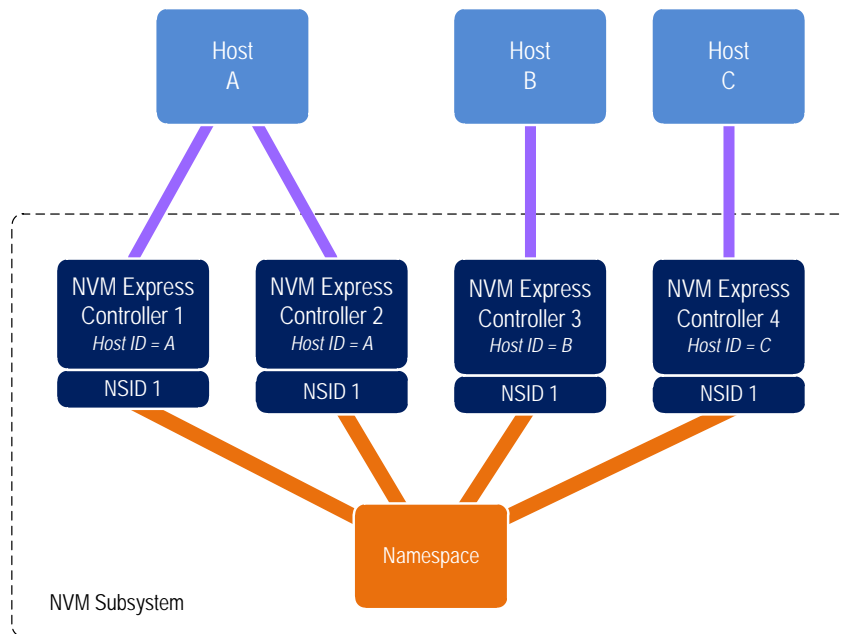 Host
A
Host
B
Host
C
NVM Express
Controller 1
Host ID = A
NVM Express
Controller 2
Host ID = A
NVM Express
Controller 3
Host ID = B
NVM Express
Controller 4
Host ID = C
NSID 1
NSID 1
NSID 1
NSID 1
Namespace
NVM Subsystem